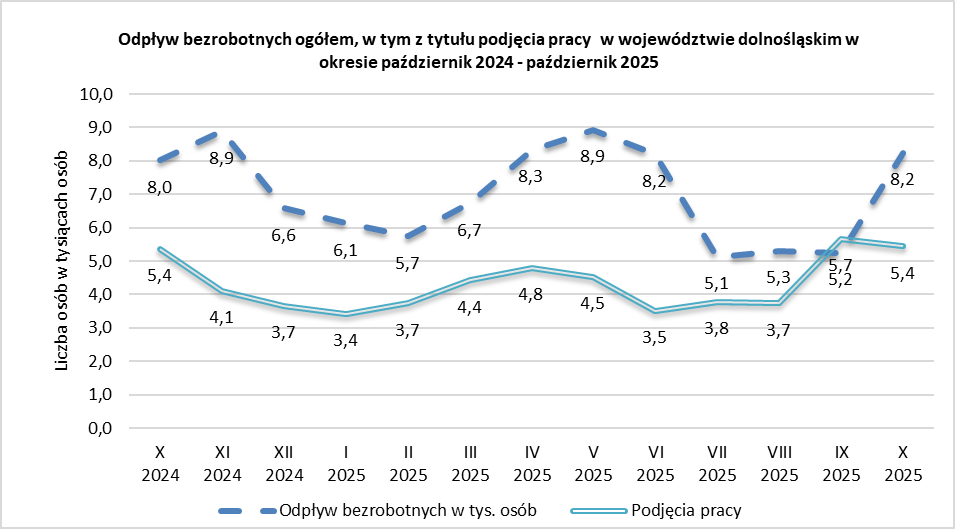 Odpływ bezrobotnych ogółem, w tym z tytułu podjęcia pracy w województwie dolnośląskim w
okresie październik 2024 - październik 2025
Liczba osób w tysiącach osób
10,0
9,0
8,0
7,0
6,0
5,0
4,0
3,0
2,0
1,0
0,0
8,0 8,9 6,6 6,1 5,7 6,7 8,3 8,9 8,2 5,1 5,3 5,2 8,2
5,4 4,1 3,7 3,4 3,7 4,4 4,8 4,5 3,5 3,8 3,7 5,7 5,4
X XI XII I II III IV V VI VII VIII IX X
2024 2024 2024 2025 2025 2025 2025 2025 2025 2025 2025 2025 2025
Odpływ bezrobotnych w tys. osób Podjęcia pracy